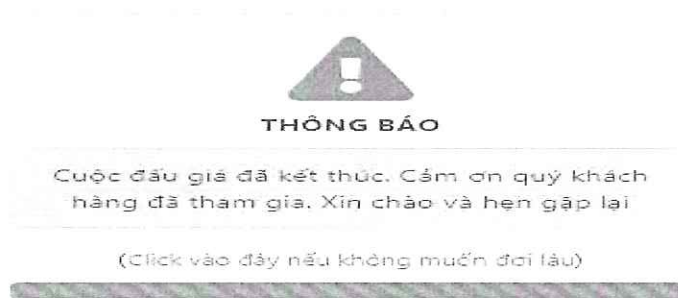 THÔNG BÁO
Cuộc đấu giá đã kết thúc. Cảm ơn quý khách
hàng đã tham gia. Xin chào và hẹn gặp lại
(Click vào đây nếu không muốn đợi lâu)